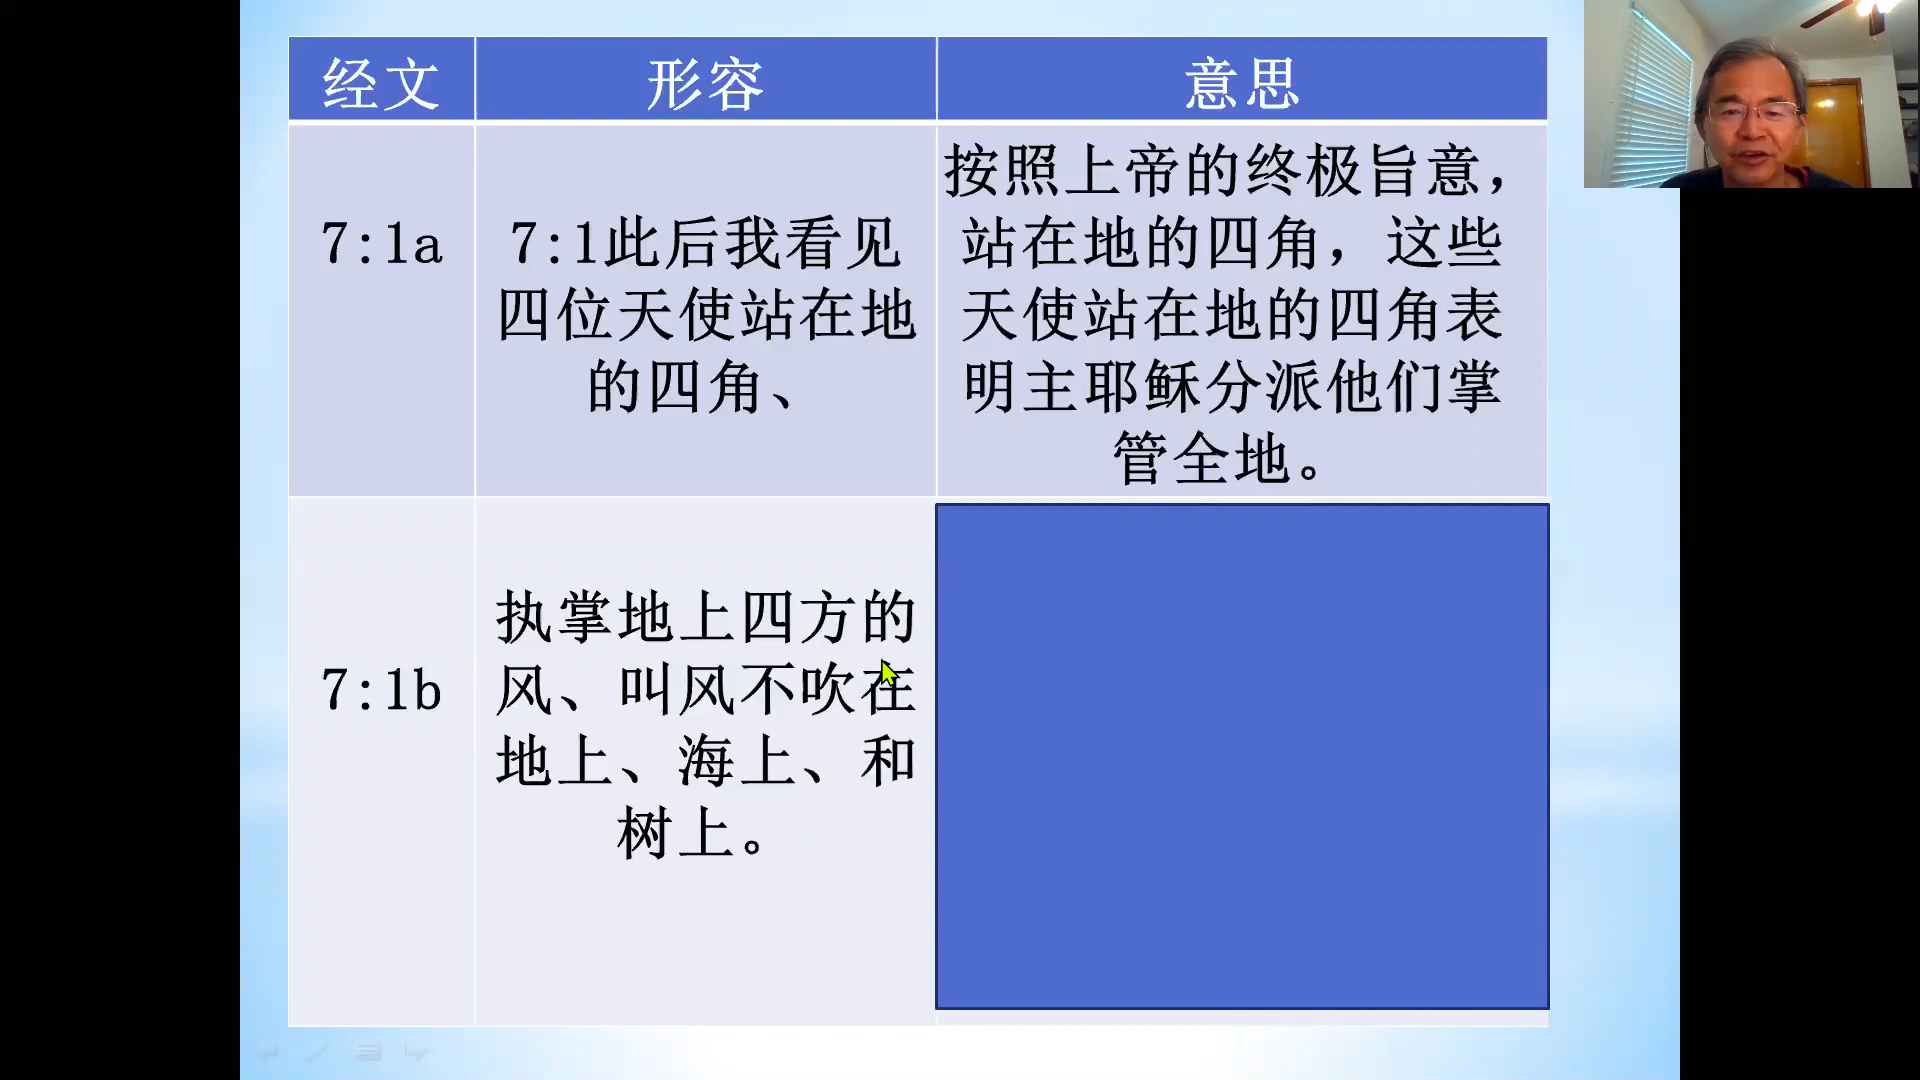 经文
形容
意思
7:1a
7:1此后我看见
四位天使站在地
的四角、
按照上帝的终极旨意，
站在地的四角，这些
天使站在地的四角表
明主耶稣分派他们掌
管全地。
7:1b
执掌地上四方的
风、叫风不吹在
地上、海上、和
树上。